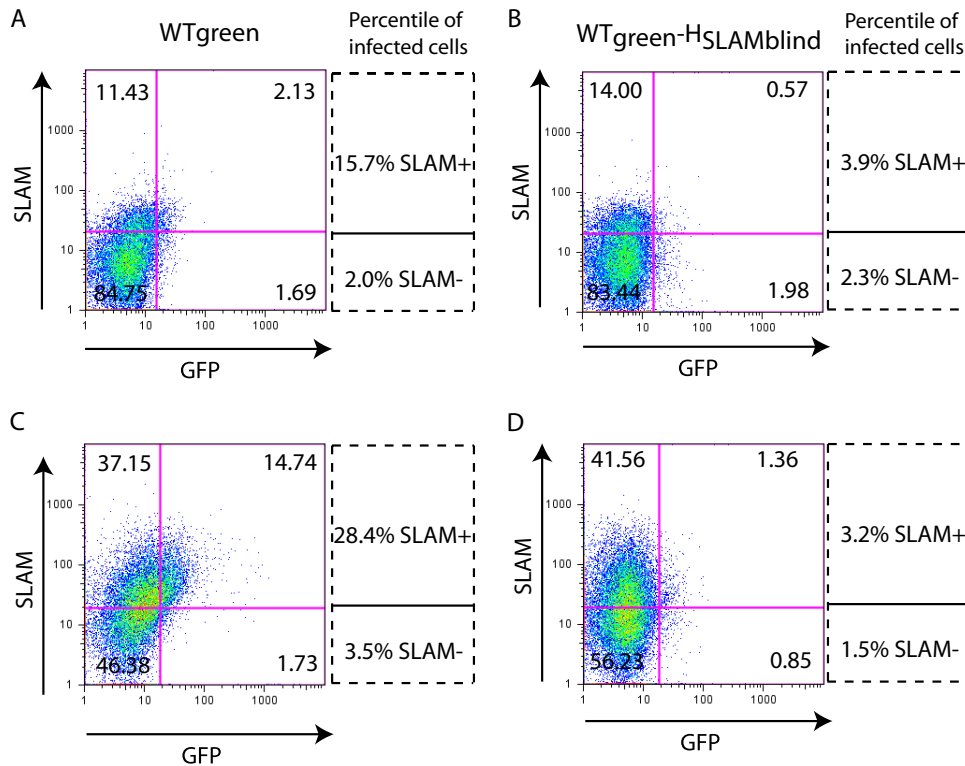 A
WTgreen
Percentile of
infected cells
11.43
2.13
15.7% SLAM+
2.0% SLAM-
84.75
1.69
SLAM
1000
100
10
1
1
10
100
1000
GFP
B
WTgreen-HSLAMblind
Percentile of
infected cells
14.00
0.57
3.9% SLAM+
2.3% SLAM-
83.44
1.98
SLAM
1000
100
10
1
1
10
100
1000
GFP
C
37.15
14.74
28.4% SLAM+
3.5% SLAM-
46.38
1.73
SLAM
1000
100
10
1
1
10
100
1000
GFP
D
41.56
1.36
3.2% SLAM+
1.5% SLAM-
56.23
0.85
SLAM
1000
100
10
1
1
10
100
1000
GFP